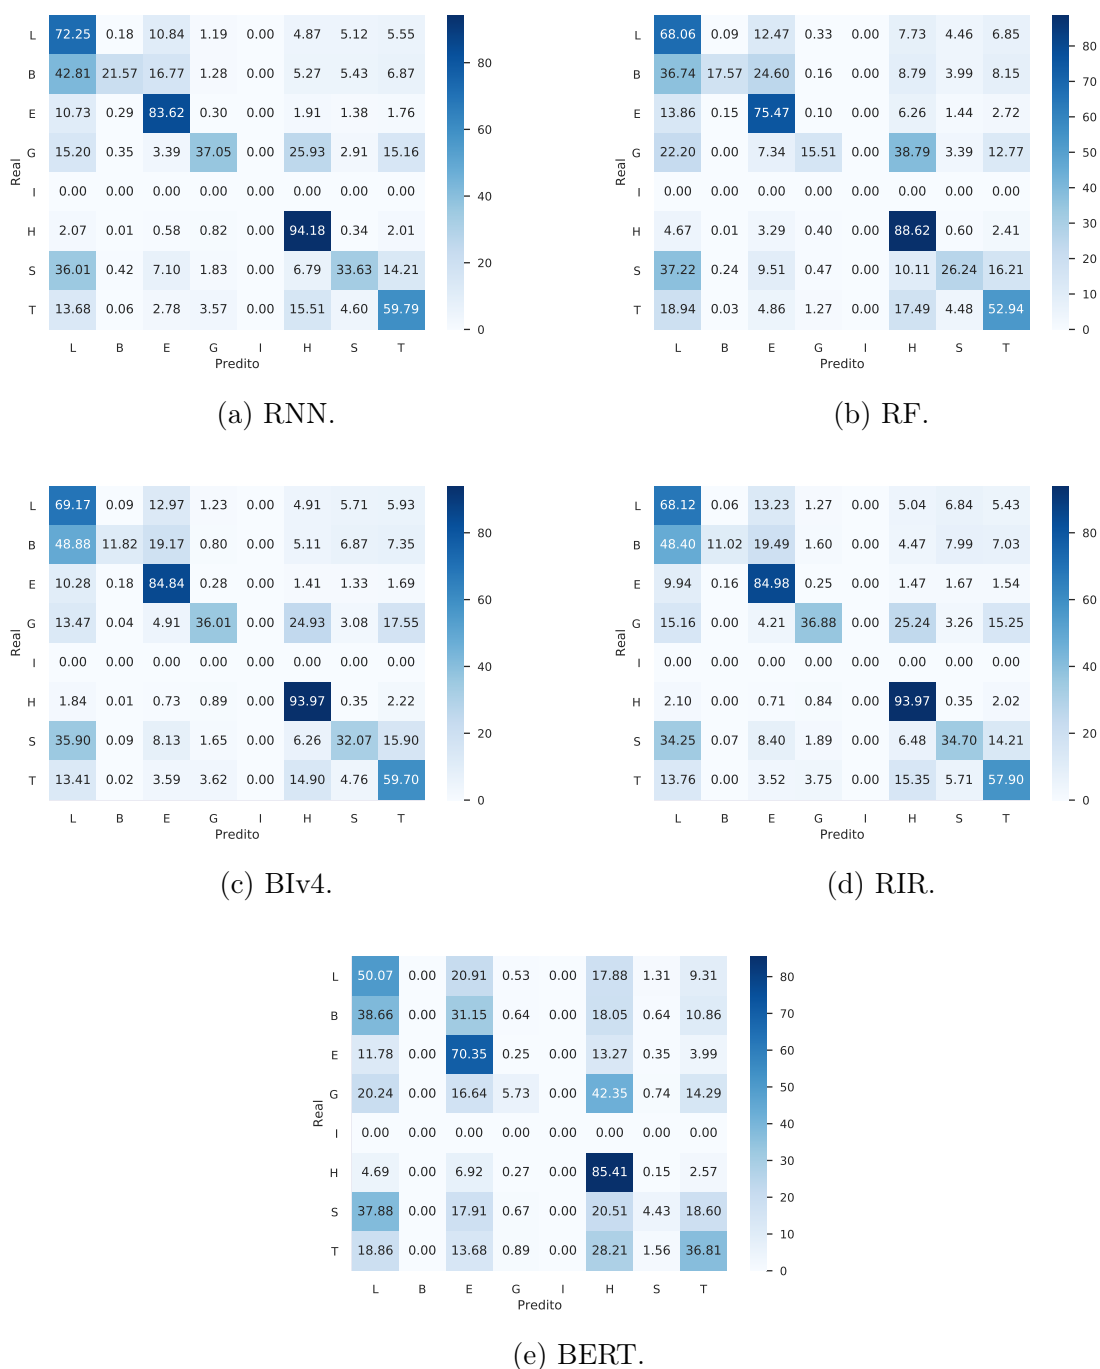 L 72.25 0.18 10.84 1.19 0.00 4.87 5.12 5.55
B 42.81 21.57 16.77 1.28 0.00 5.27 5.43 6.87
E 10.73 0.29 83.62 0.30 0.00 1.91 1.38 1.76
G 15.20 0.35 3.39 37.05 0.00 25.93 2.91 15.16
I 0.00 0.00 0.00 0.00 0.00 0.00 0.00 0.00
H 2.07 0.01 0.58 0.82 0.00 94.18 0.34 2.01
S 36.01 0.42 7.10 1.83 0.00 6.79 33.63 14.21
T 13.68 0.06 2.78 3.57 0.00 15.51 4.60 59.79
L B E G I H S T
Real
Predito
80
60
40
20
0
(a) RNN.
L 68.06 0.09 12.47 0.33 0.00 7.73 4.46 6.85
B 36.74 17.57 24.60 0.16 0.00 8.79 3.99 8.15
E 13.86 0.15 75.47 0.10 0.00 6.26 1.44 2.72
G 22.20 0.00 7.34 15.51 0.00 38.79 3.39 12.77
I 0.00 0.00 0.00 0.00 0.00 0.00 0.00 0.00
H 4.67 0.01 3.29 0.40 0.00 88.62 0.60 2.41
S 37.22 0.24 9.51 0.47 0.00 10.11 26.24 16.21
T 18.94 0.03 4.86 1.27 0.00 17.49 4.48 52.94
L B E G I H S T
Real
Predito
80
70
60
50
40
30
20
10
0
(b) RF.
L 69.17 0.09 12.97 1.23 0.00 4.91 5.71 5.93
B 48.88 11.82 19.17 0.80 0.00 5.11 6.87 7.35
E 10.28 0.18 84.84 0.28 0.00 1.41 1.33 1.69
G 13.47 0.04 4.91 36.01 0.00 24.93 3.08 17.55
I 0.00 0.00 0.00 0.00 0.00 0.00 0.00 0.00
H 1.84 0.01 0.73 0.89 0.00 93.97 0.35 2.22
S 35.90 0.09 8.13 1.65 0.00 6.26 32.07 15.90
T 13.41 0.02 3.59 3.62 0.00 14.90 4.76 59.70
L B E G I H S T
Real
Predito
80
60
40
20
0
(c) BIv4.
L 68.12 0.06 13.23 1.27 0.00 5.04 6.84 5.43
B 48.40 11.02 19.49 1.60 0.00 4.47 7.99 7.03
E 9.94 0.16 84.98 0.25 0.00 1.47 1.67 1.54
G 15.16 0.00 4.21 36.88 0.00 25.24 3.26 15.25
I 0.00 0.00 0.00 0.00 0.00 0.00 0.00 0.00
H 2.10 0.00 0.71 0.84 0.00 93.97 0.35 2.02
S 34.25 0.07 8.40 1.89 0.00 6.48 34.70 14.21
T 13.76 0.00 3.52 3.75 0.00 15.35 5.71 57.90
L B E G I H S T
Real
Predito
80
60
40
20
0
(d) RIR.
L 50.07 0.00 20.91 0.53 0.00 17.88 1.31 9.31
B 38.66 0.00 31.15 0.64 0.00 18.05 0.64 10.86
E 11.78 0.00 70.35 0.25 0.00 13.27 0.35 3.99
G 20.24 0.00 16.64 5.73 0.00 42.35 0.74 14.29
I 0.00 0.00 0.00 0.00 0.00 0.00 0.00 0.00
H 4.69 0.00 6.92 0.27 0.00 85.41 0.15 2.57
S 37.88 0.00 17.91 0.67 0.00 20.51 4.43 18.60
T 18.86 0.00 13.68 0.89 0.00 28.21 1.56 36.81
L B E G I H S T
Real
Predito
80
70
60
50
40
30
20
10
0
(e) BERT.